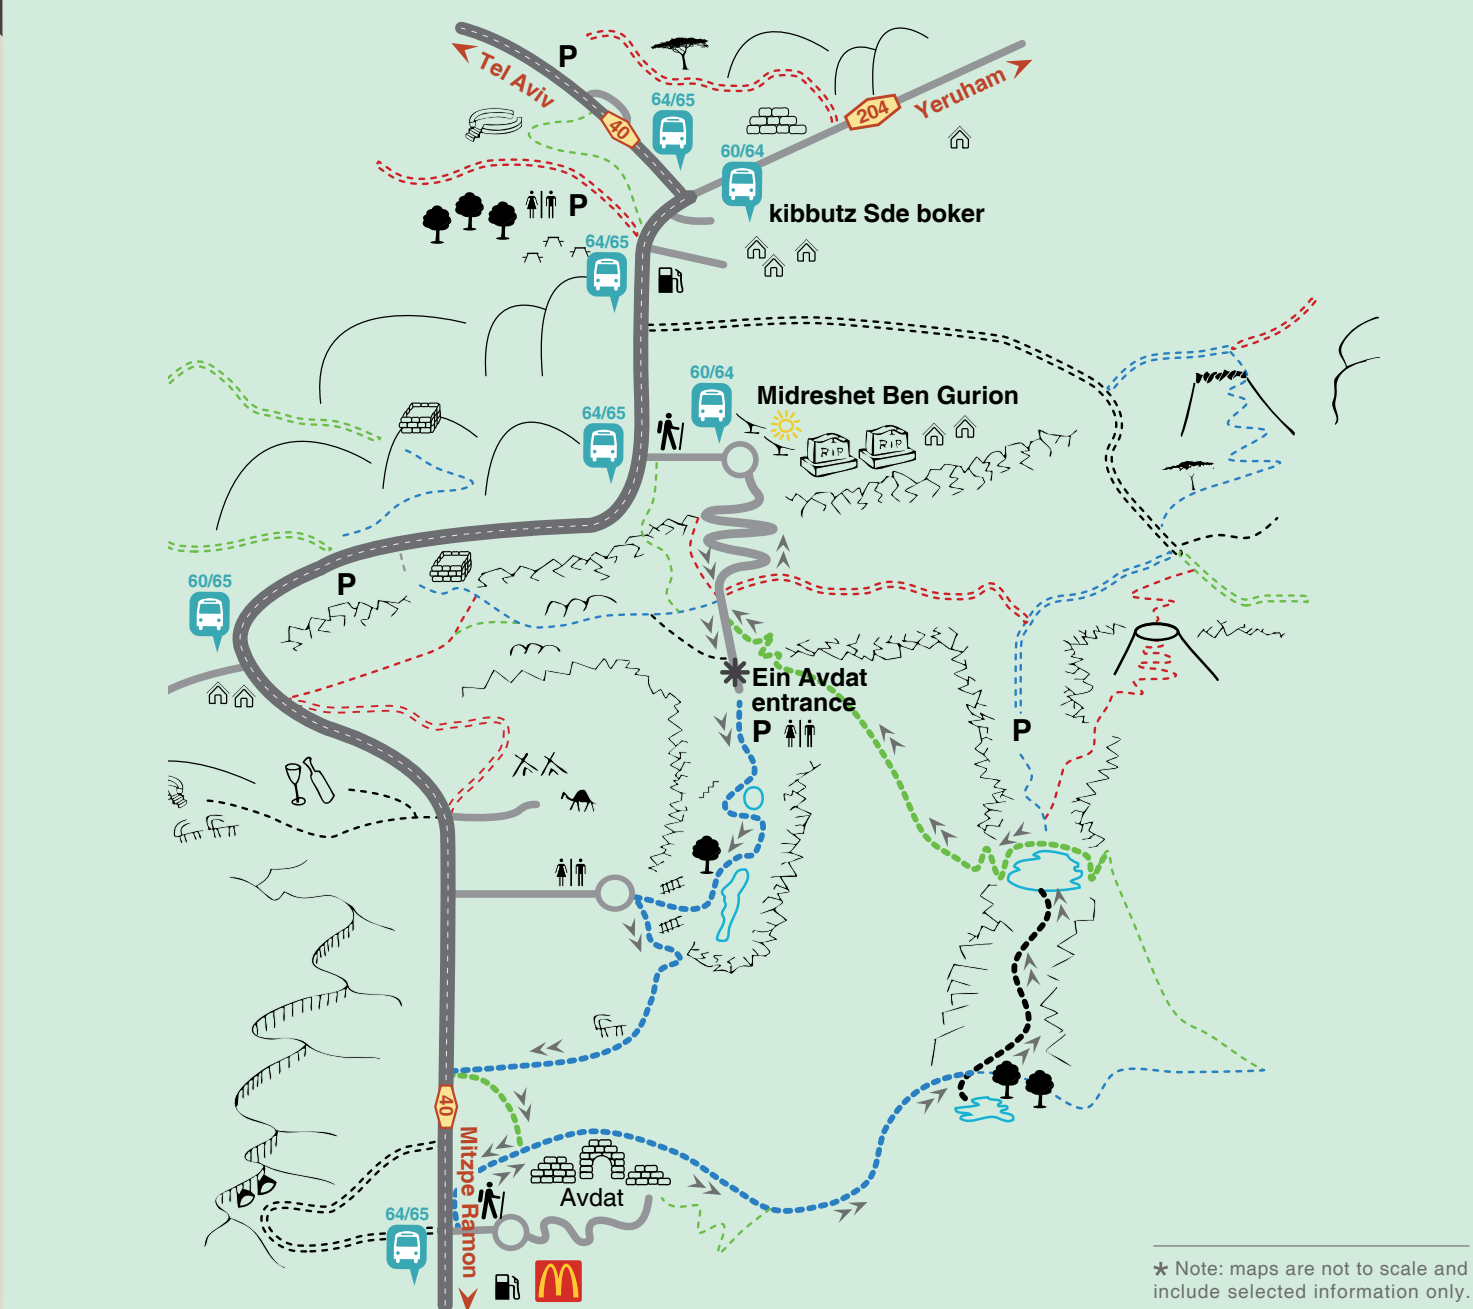 P
Tel Aviv
40
64/65
204
Yeruham
60/64
P
kibbutz Sde boker
64/65
60/64
Midreshet Ben Gurion
64/65
RIP
RIP
P
60/65
Ein Avdat
entrance
P
P
40
Mitzpe Ramon
Avdat
64/65
* Note: maps are not to scale and
include selected information only.